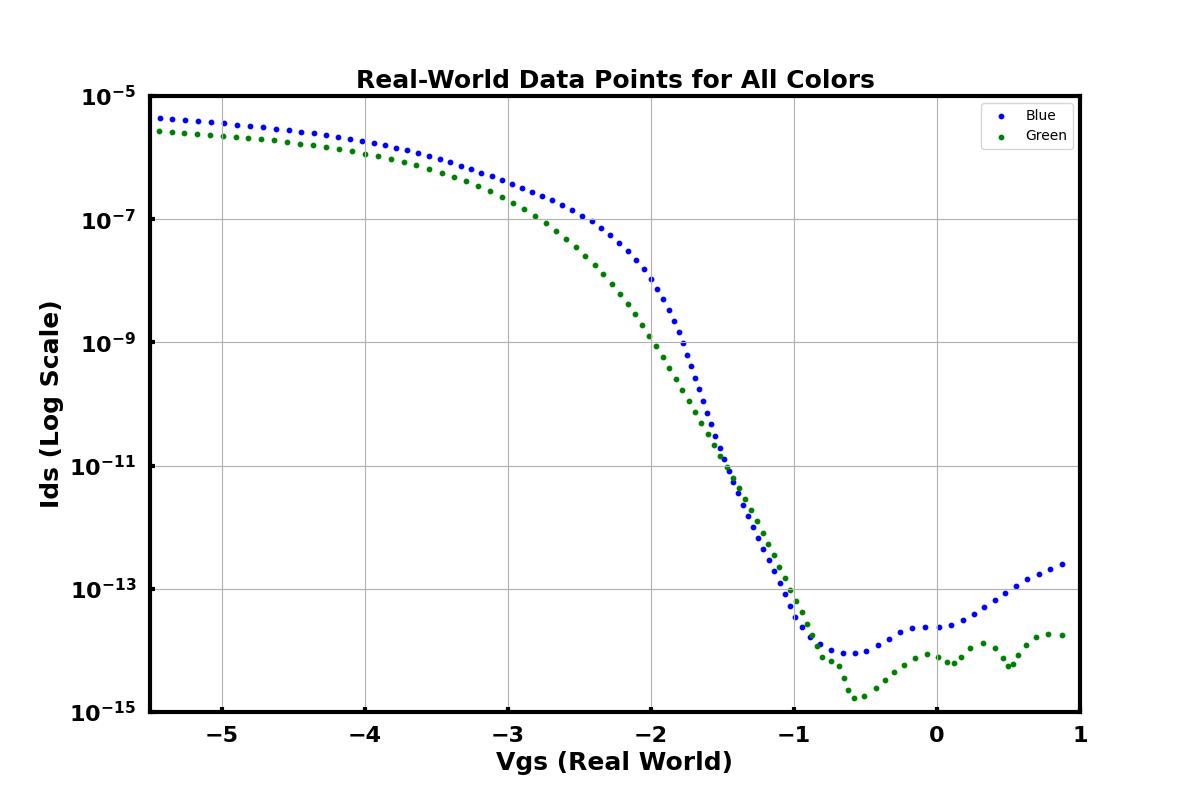 Real-World Data Points for All Colors
10⁻⁵
10⁻⁷
10⁻⁹
10⁻¹¹
10⁻¹³
10⁻¹⁵
Ids (Log Scale)
Blue
Green
−5 −4 −3 −2 −1 0 1
Vgs (Real World)